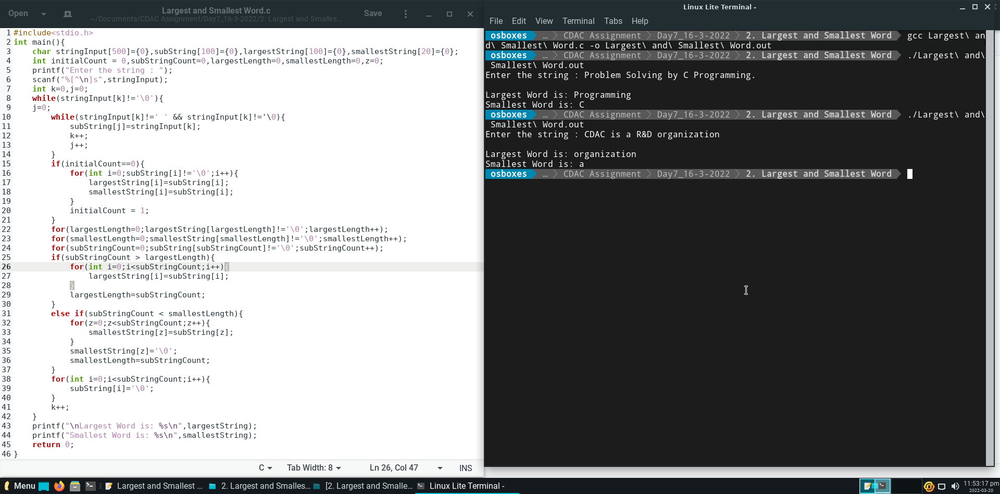 Open
Largest and Smallest Word.c
~/Documents/CDAC Assignment/Day7_16-3-2022/2. Largest and Smalles...
Save
1 #include<stdio.h>
2 int main(){
3     char stringInput[500]={0},subString[100]={0},largestString[100]={0},smallestString[20]={0};
4     int initialCount = 0,subStringCount=0,largestLength=0,smallestLength=0,z=0;
5     printf("Enter the string : ");
6     scanf("%[^\n]s",stringInput);
7     int k=0,j=0;
8     while(stringInput[k]!='\0'){
9     j=0;
10         while(stringInput[k]!=' ' && stringInput[k]!='\0){
11             subString[j]=stringInput[k];
12             k++;
13             j++;
14         }
15         if(initialCount==0){
16             for(int i=0;subString[i]!='\0';i++){
17                 largestString[i]=subString[i];
18                 smallestString[i]=subString[i];
19             }
20             initialCount = 1;
21         }
22         for(largestLength=0;largestString[largestLength]!='\0';largestLength++);
23         for(smallestLength=0;smallestString[smallestLength]!='\0';smallestLength++);
24         for(subStringCount=0;subString[subStringCount]!='\0';subStringCount++);
25         if(subStringCount > largestLength){
26             for(int i=0;i<subStringCount;i++){
27                 largestString[i]=subString[i];
28             }
29             largestLength=subStringCount;
30         }
31         else if(subStringCount < smallestLength){
32             for(z=0;z<subStringCount;z++){
33                 smallestString[z]=subString[z];
34             }
35             smallestString[z]='\0';
36             smallestLength=subStringCount;
37         }
38         for(int i=0;i<subStringCount;i++){
39             subString[i]='\0';
40         }
41         k++;
42     }
43     printf("\nLargest Word is: %s\n",largestString);
44     printf("Smallest Word is: %s\n",smallestString);
45     return 0;
46 }
C Tab Width: 8 Ln 26, Col 47 INS
Linux Lite Terminal -
File Edit View Terminal Tabs Help
osboxes … CDAC Assignment Day7_16-3-2022 2. Largest and Smallest Word gcc Largest\ an
d\ Smallest\ Word.c -o Largest\ and\ Smallest\ Word.out
osboxes … CDAC Assignment Day7_16-3-2022 2. Largest and Smallest Word ./Largest\ and\
Smallest\ Word.out
Enter the string : Problem Solving by C Programming.
Largest Word is: Programming
Smallest Word is: C
osboxes … CDAC Assignment Day7_16-3-2022 2. Largest and Smallest Word ./Largest\ and\
Smallest\ Word.out
Enter the string : CDAC is a R&D organization
Largest Word is: organization
Smallest Word is: a
osboxes … CDAC Assignment Day7_16-3-2022 2. Largest and Smallest Word
Menu Largest and Smallest ... 2. Largest and Smalles... [2. Largest and Smalle... Linux Lite Terminal - 11:53:17 pm
2022-03-20